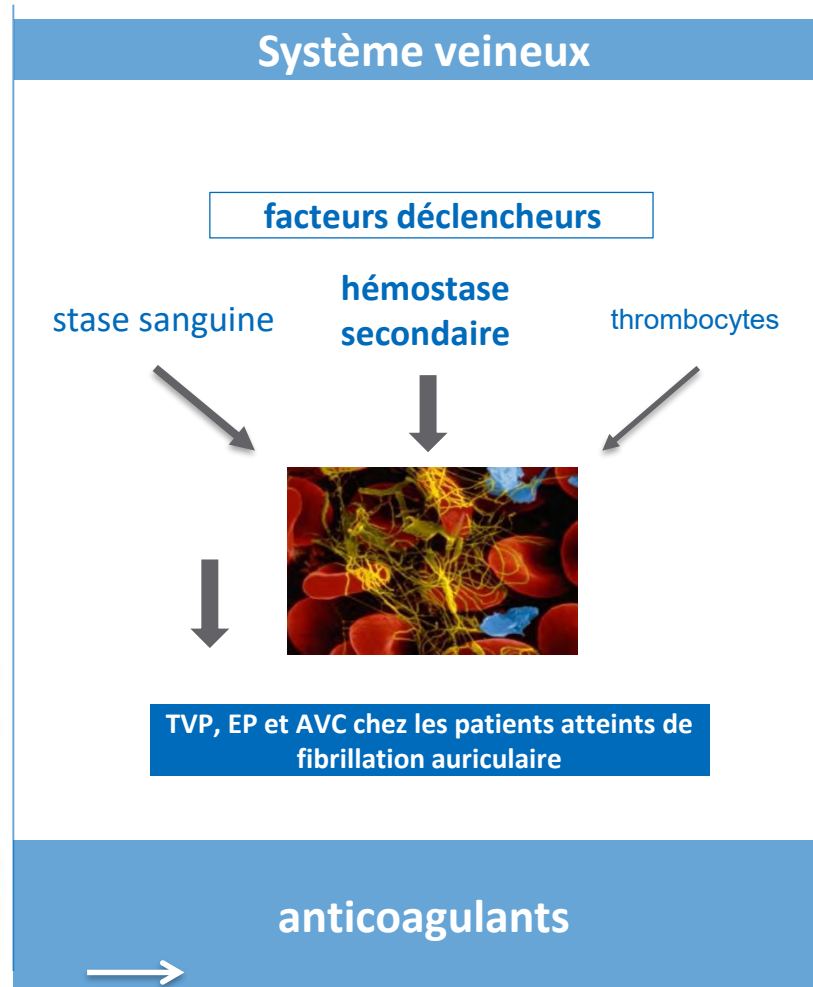 Système veineux
facteurs déclencheurs
stase sanguine
hémostase
secondaire
thrombocytes
TVP, EP et AVC chez les patients atteints de
fibrillation auriculaire
anticoagulants